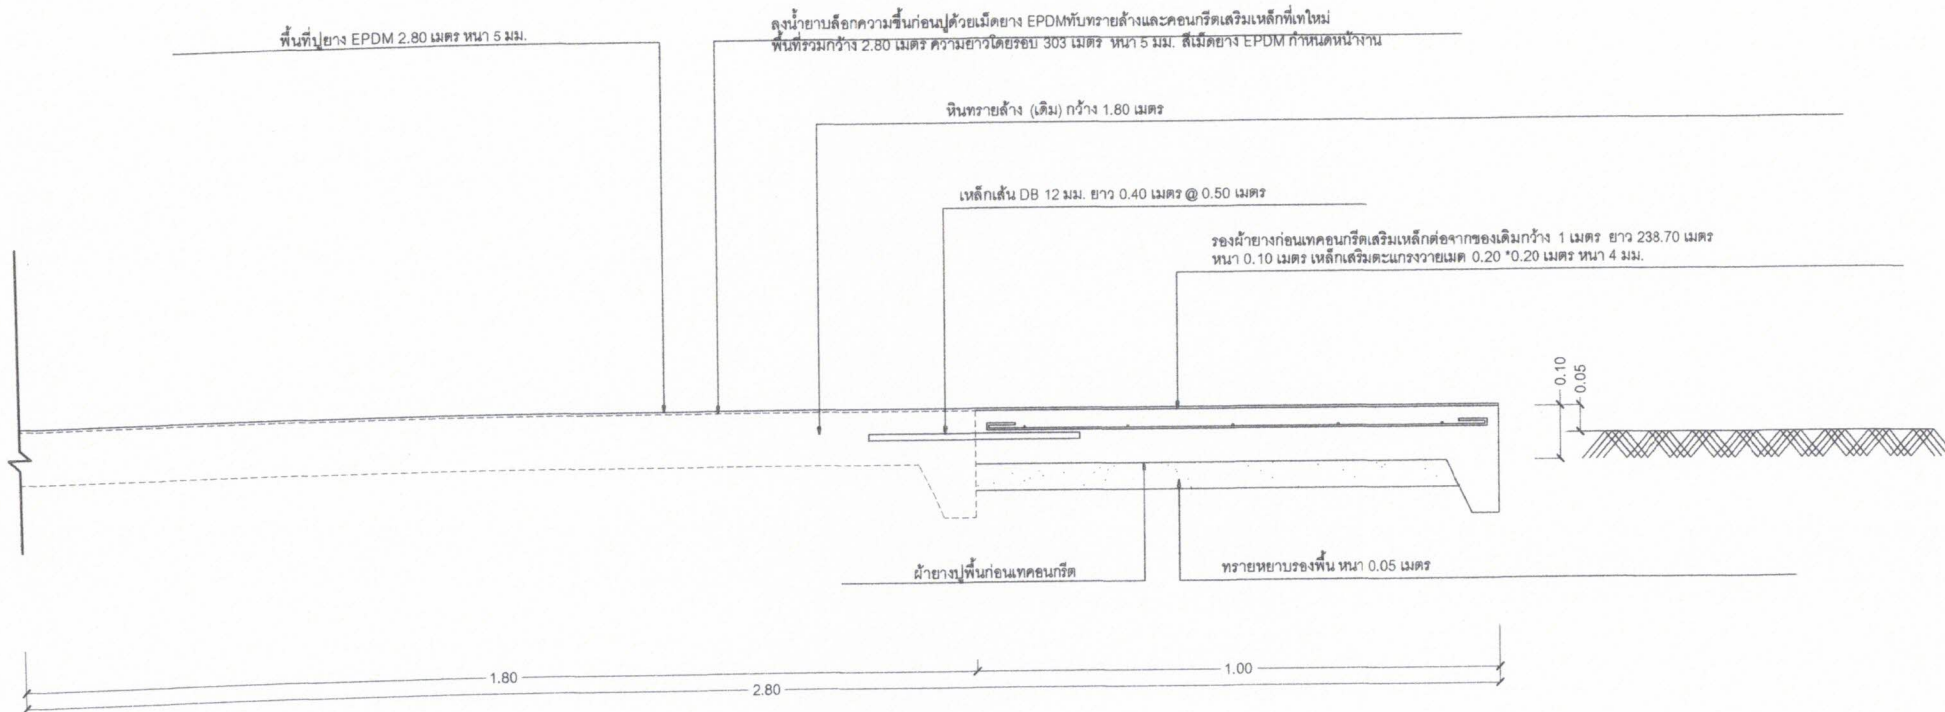 พื้นที่ปูยาง EPDM 2.80 เมตร หนา 5 มม.
ลงน้ำยาบล็อกความชื้นก่อนปูด้วยเม็ดยาง EPDMทับทรายล้างและคอนกรีตเสริมเหล็กที่เทใหม่
พื้นที่รวมกว้าง 2.80 เมตร ความยาวโดยรอบ 303 เมตร หนา 5 มม. สีเม็ดยาง EPDM กำหนดหน้างาน
หินทรายล้าง (เดิม) กว้าง 1.80 เมตร
เหล็กเส้น DB 12 มม. ยาว 0.40 เมตร @ 0.50 เมตร
รองผ้ายางก่อนเทคอนกรีตเสริมเหล็กต่อจากของเดิมกว้าง 1 เมตร ยาว 238.70 เมตร
หนา 0.10 เมตร เหล็กเสริมตะแกรงวายเมต 0.20 *0.20 เมตร หนา 4 มม.
0.10
0.05
ผ้ายางปูพื้นก่อนเทคอนกรีต
ทรายหยาบรองพื้น หนา 0.05 เมตร
1.80
1.00
2.80